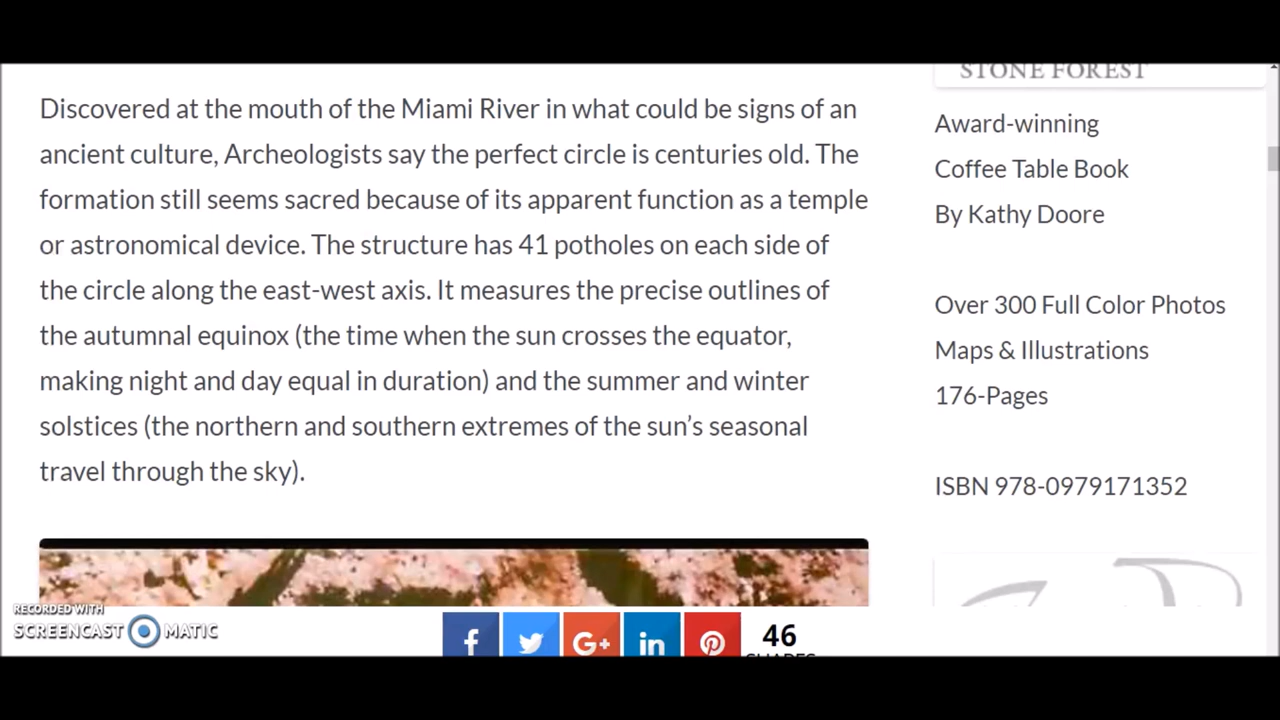 STONE FOREST
Discovered at the mouth of the Miami River in what could be signs of an
ancient culture, Archeologists say the perfect circle is centuries old. The
formation still seems sacred because of its apparent function as a temple
or astronomical device. The structure has 41 potholes on each side of
the circle along the east-west axis. It measures the precise outlines of
the autumnal equinox (the time when the sun crosses the equator,
making night and day equal in duration) and the summer and winter
solstices (the northern and southern extremes of the sun’s seasonal
travel through the sky).
Award-winning
Coffee Table Book
By Kathy Doore
Over 300 Full Color Photos
Maps & Illustrations
176-Pages
ISBN 978-0979171352
RECORDED WITH
SCREENCAST MATIC
f G+ in
46
SHARES